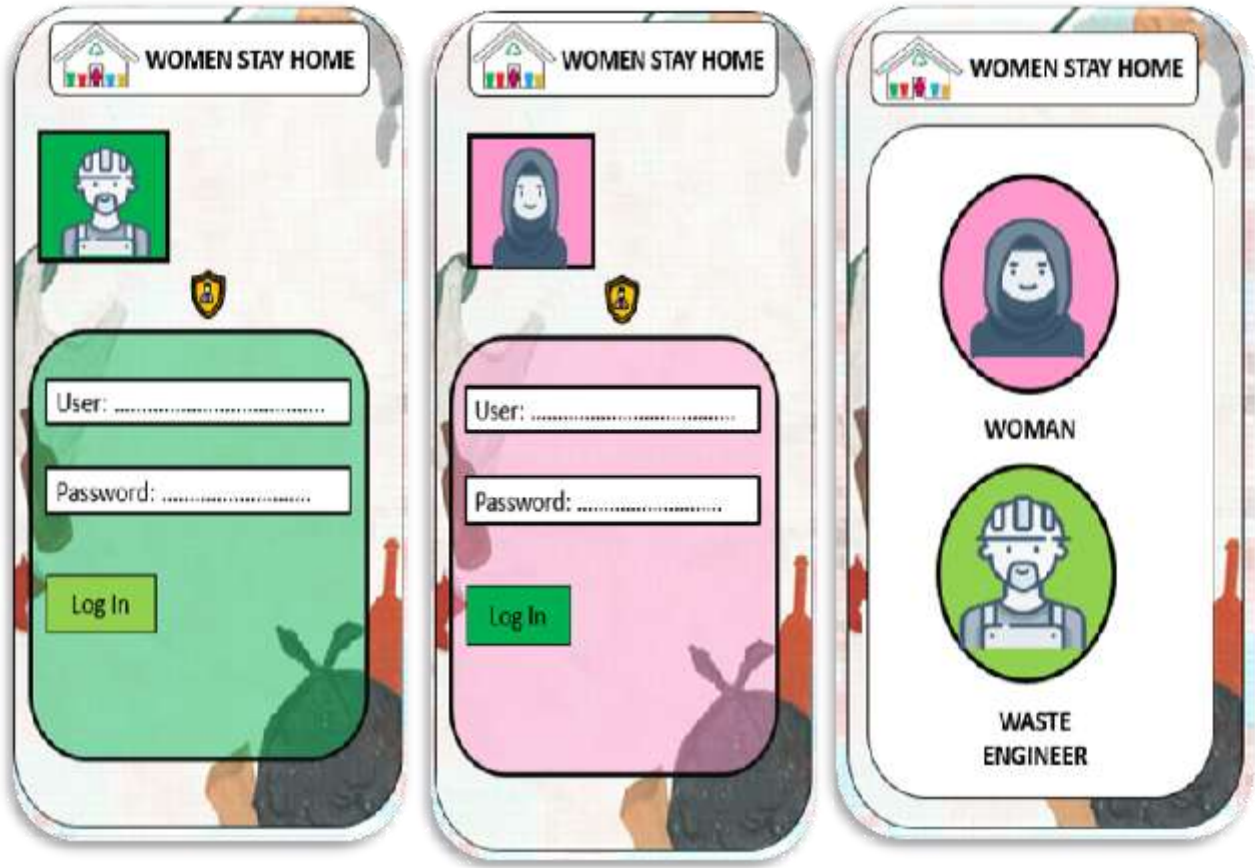 WOMEN STAY HOME
User: ....................................
Password: ..........................
Log In
WOMEN STAY HOME
User: ....................................
Password: ..........................
Log In
WOMEN STAY HOME
WOMAN
WASTE
ENGINEER